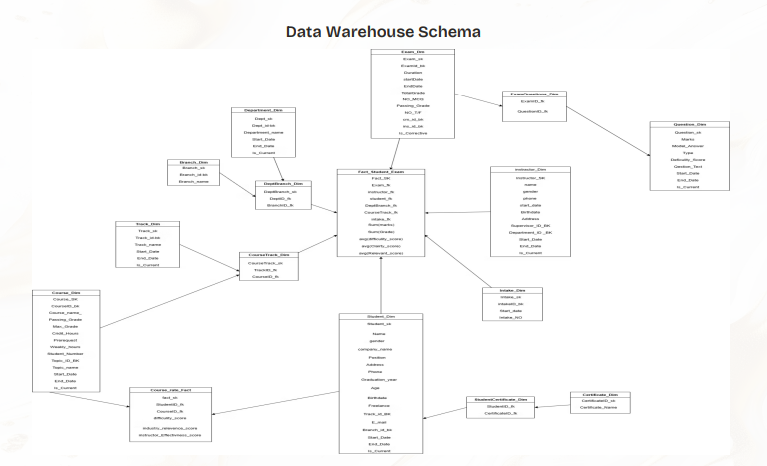 Data Warehouse Schema
Exam_Dim
Exam_sk
ExamId_bk
Duration
startDate
EndDate
TotalGrade
NO_MCQ
Passing_Grade
NO_T/F
crs_id_bk
ins_id_bk
Is_Corrective
ExamQuestions_Dim
ExamID_fk
QuestionID_fk
Question_Dim
Question_sk
Marks
Model_Answer
Type
Deficulty_Score
Question_Text
Start_Date
End_Date
Is_Current
Department_Dim
Dept_sk
Dept_id.bk
Department_name
Start_Date
End_Date
Is_Current
Branch_Dim
Branch_sk
Branch_id.bk
Branch_name
DeptBranch_Dim
DeptBranch_sk
DeptID_fk
BranchID_fk
Fact_Student_Exam
Fact_SK
Exam_fk
instructor_fk
student_fk
DeptBranch_fk
CourseTrack_fk
intake_fk
Sum(marks)
Sum(Grade)
avg(difficulty_score)
avg(Clarity_score)
avg(Relevant_score)
instructor_Dim
instructor_SK
name
gender
phone
start_date
Birthdate
Address
Supervisor_ID_BK
Department_ID_BK
Start_Date
End_Date
Is_Current
Track_Dim
Track_sk
Track_id.bk
Track_name
Start_Date
End_Date
Is_Current
CourseTrack_Dim
CourseTrack_sk
TrackID_fk
CourseID_fk
Intake_Dim
Intake_sk
IntakeID_bk
Start_date
Intake_NO
Course_Dim
Course_SK
CourseID_bk
Course_name_
Passing_Grade
Max_Grade
Crdit_Hours
Prerequest
Weakly_hours
Student_Number
Topic_ID_BK
Topic_name
Start_Date
End_Date
Is_Current
Student_Dim
Student_sk
Name
gender
company_name
Position
Address
Phone
Graduation_year
Age
Birthdate
Freelance
Track_id_BK
E_mail
Branch_id_bk
Start_Date
End_Date
Is_Current
Course_rate_Fact
fact_sk
StudentID_fk
CourseID_fk
difficulty_score
industry_relevence_score
instructor_Effectiveness_score
StudentCertificate_Dim
StudentID_fk
CertificateID_fk
Certificate_Dim
CertificateID_sk
Certificate_Name